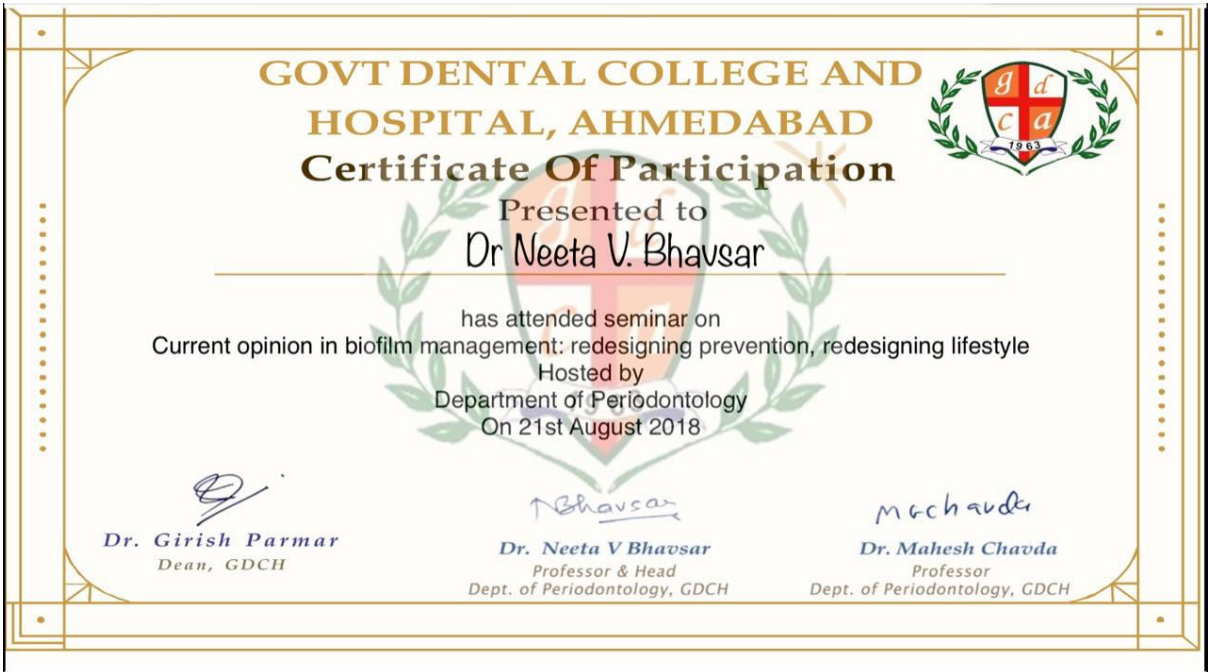 GOVT DENTAL COLLEGE AND
HOSPITAL, AHMEDABAD
g d
c a
1963
Certificate Of Participation
Presented to
Dr Neeta V. Bhavsar
has attended seminar on
Current opinion in biofilm management: redesigning prevention, redesigning lifestyle
Hosted by
Department of Periodontology
On 21st August 2018
NBhavsar
Mrchavda
Dr. Girish Parmar
Dean, GDCH
Dr. Neeta V Bhavsar
Professor & Head
Dept. of Periodontology, GDCH
Dr. Mahesh Chavda
Professor
Dept. of Periodontology, GDCH